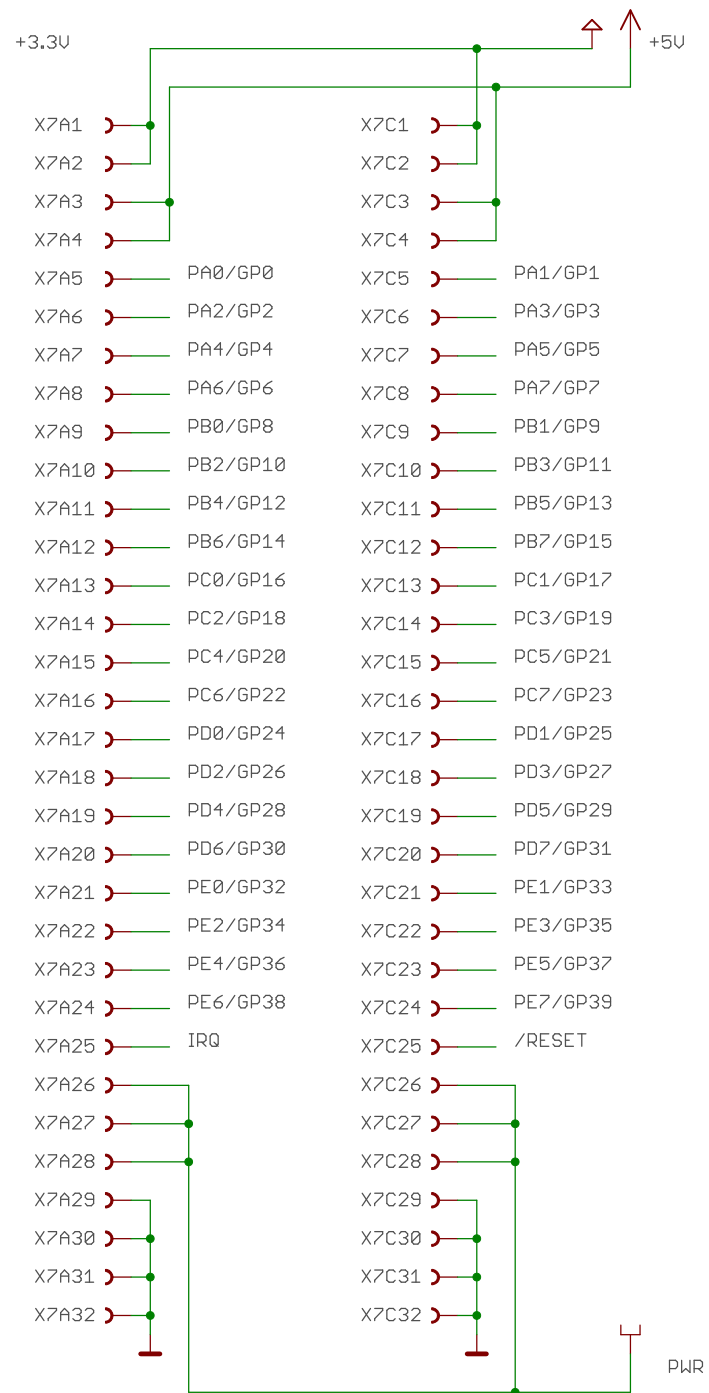 +3.3V +5V
X7A1 X7C1
X7A2 X7C2
X7A3 X7C3
X7A4 X7C4
X7A5 PA0/GP0 X7C5 PA1/GP1
X7A6 PA2/GP2 X7C6 PA3/GP3
X7A7 PA4/GP4 X7C7 PA5/GP5
X7A8 PA6/GP6 X7C8 PA7/GP7
X7A9 PB0/GP8 X7C9 PB1/GP9
X7A10 PB2/GP10 X7C10 PB3/GP11
X7A11 PB4/GP12 X7C11 PB5/GP13
X7A12 PB6/GP14 X7C12 PB7/GP15
X7A13 PC0/GP16 X7C13 PC1/GP17
X7A14 PC2/GP18 X7C14 PC3/GP19
X7A15 PC4/GP20 X7C15 PC5/GP21
X7A16 PC6/GP22 X7C16 PC7/GP23
X7A17 PD0/GP24 X7C17 PD1/GP25
X7A18 PD2/GP26 X7C18 PD3/GP27
X7A19 PD4/GP28 X7C19 PD5/GP29
X7A20 PD6/GP30 X7C20 PD7/GP31
X7A21 PE0/GP32 X7C21 PE1/GP33
X7A22 PE2/GP34 X7C22 PE3/GP35
X7A23 PE4/GP36 X7C23 PE5/GP37
X7A24 PE6/GP38 X7C24 PE7/GP39
X7A25 IRQ X7C25 /RESET
X7A26 X7C26
X7A27 X7C27
X7A28 X7C28
X7A29 X7C29
X7A30 X7C30
X7A31 X7C31
X7A32 X7C32
PWR